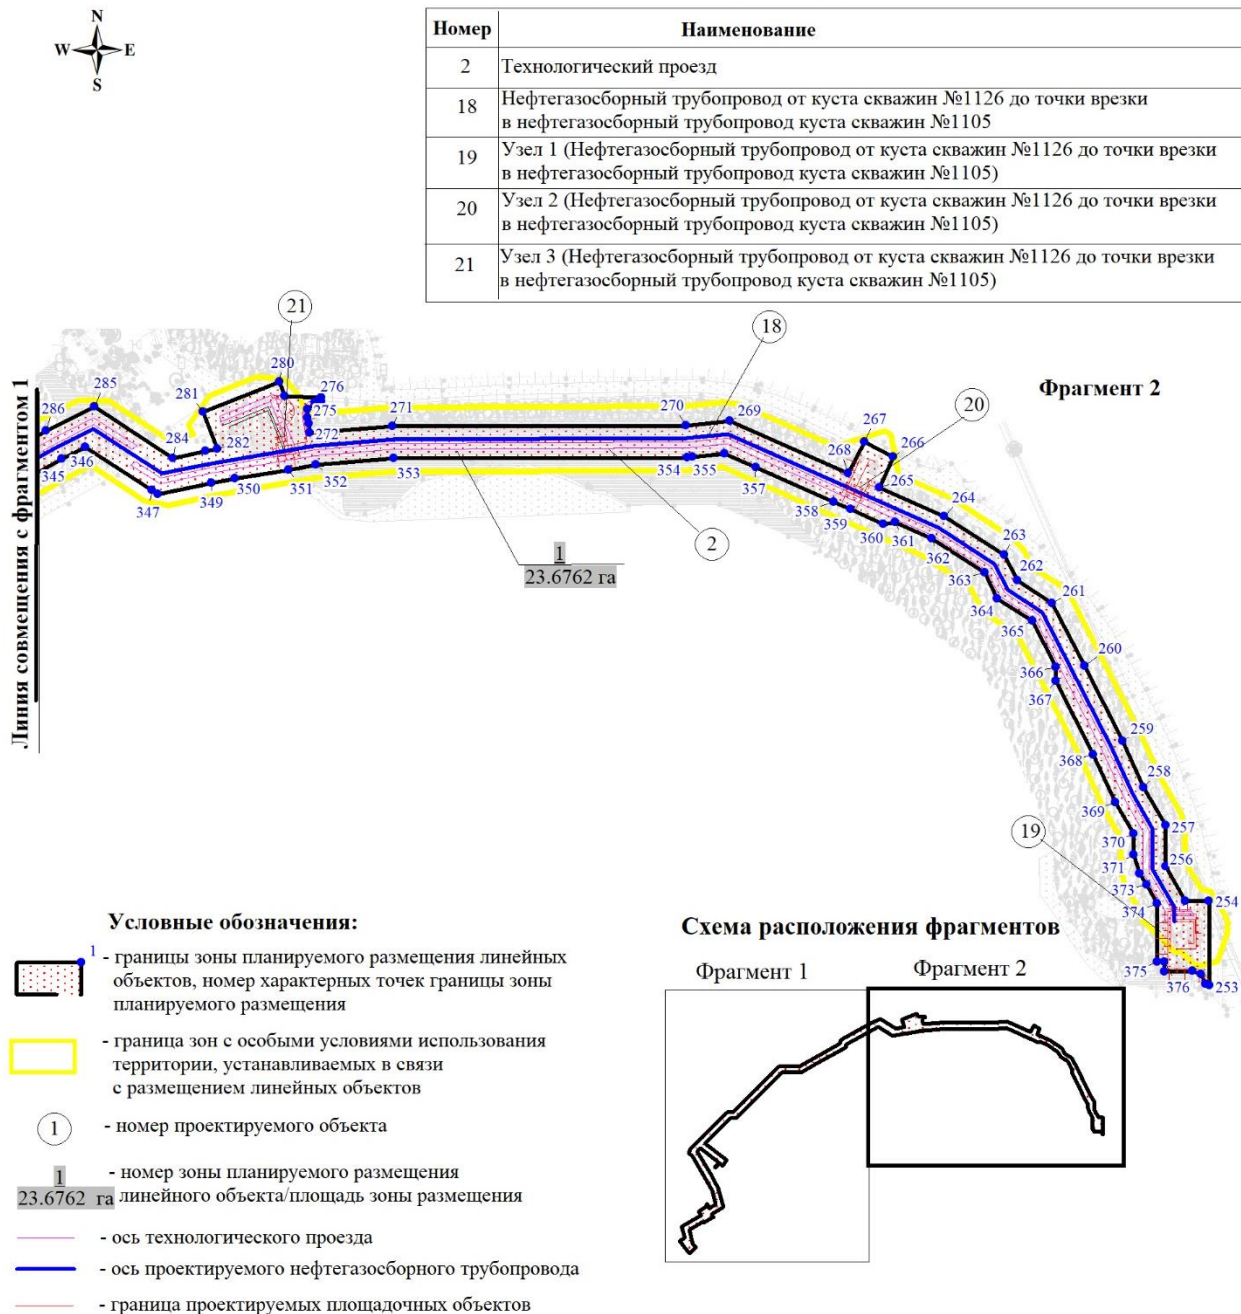 N
W
E
S
Номер
Наименование
2
Технологический проезд
18
Нефтегазосборный трубопровод от куста скважин №1126 до точки врезки
в нефтегазосборный трубопровод куста скважин №1105
19
Узел 1 (Нефтегазосборный трубопровод от куста скважин №1126 до точки врезки
в нефтегазосборный трубопровод куста скважин №1105)
20
Узел 2 (Нефтегазосборный трубопровод от куста скважин №1126 до точки врезки
в нефтегазосборный трубопровод куста скважин №1105)
21
Узел 3 (Нефтегазосборный трубопровод от куста скважин №1126 до точки врезки
в нефтегазосборный трубопровод куста скважин №1105)
Линия совмещения с фрагментом 1
Фрагмент 2
21
18
20
2
19
1
23.6762 га
286
285
284
281
282
280
276
275
272
271
270
269
268
267
266
265
264
263
262
261
260
259
258
257
256
254
253
345
346
347
349
350
351
352
353
354
355
357
358
359
360
361
362
363
364
365
366
367
368
369
370
371
373
374
375
376
Условные обозначения:
1
- границы зоны планируемого размещения линейных
объектов, номер характерных точек границы зоны
планируемого размещения
- граница зон с особыми условиями использования
территории, устанавливаемых в связи
с размещением линейных объектов
1
- номер проектируемого объекта
1
23.6762 га
- номер зоны планируемого размещения
линейного объекта/площадь зоны размещения
- ось технологического проезда
- ось проектируемого нефтегазосборного трубопровода
- граница проектируемых площадочных объектов
Схема расположения фрагментов
Фрагмент 1
Фрагмент 2